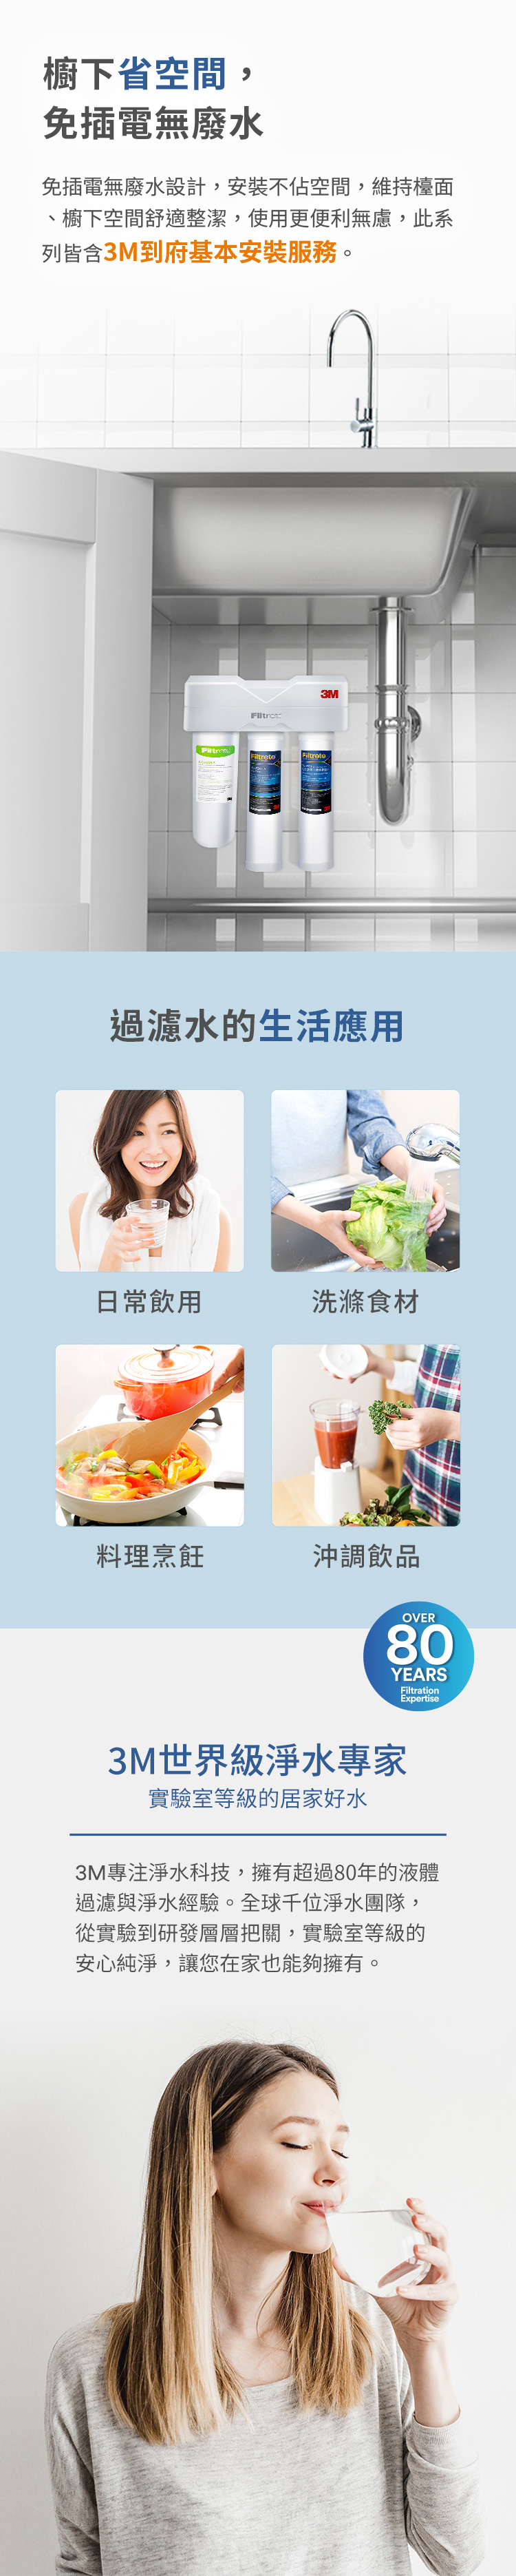 櫥下省空間，
免插電無廢水
免插電無廢水設計，安裝不佔空間，維持檯面
、櫥下空間舒適整潔，使用更便利無慮，此系
列皆含3M到府基本安裝服務。
3M
Filtrete
Filtrete
Filtrete
Filtrete
過濾水的生活應用
日常飲用
洗滌食材
料理烹飪
沖調飲品
OVER
80
YEARS
Filtration
Expertise
3M世界級淨水專家
實驗室等級的居家好水
3M專注淨水科技，擁有超過80年的液體
過濾與淨水經驗。全球千位淨水團隊，
從實驗到研發層層把關，實驗室等級的
安心純淨，讓您在家也能夠擁有。